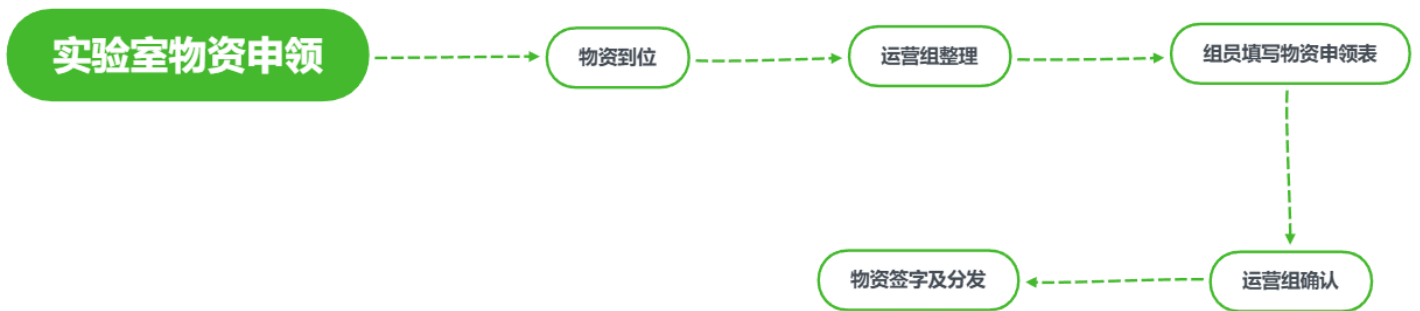 实验室物资申领
物资到位
运营组整理
组员填写物资申领表
运营组确认
物资签字及分发